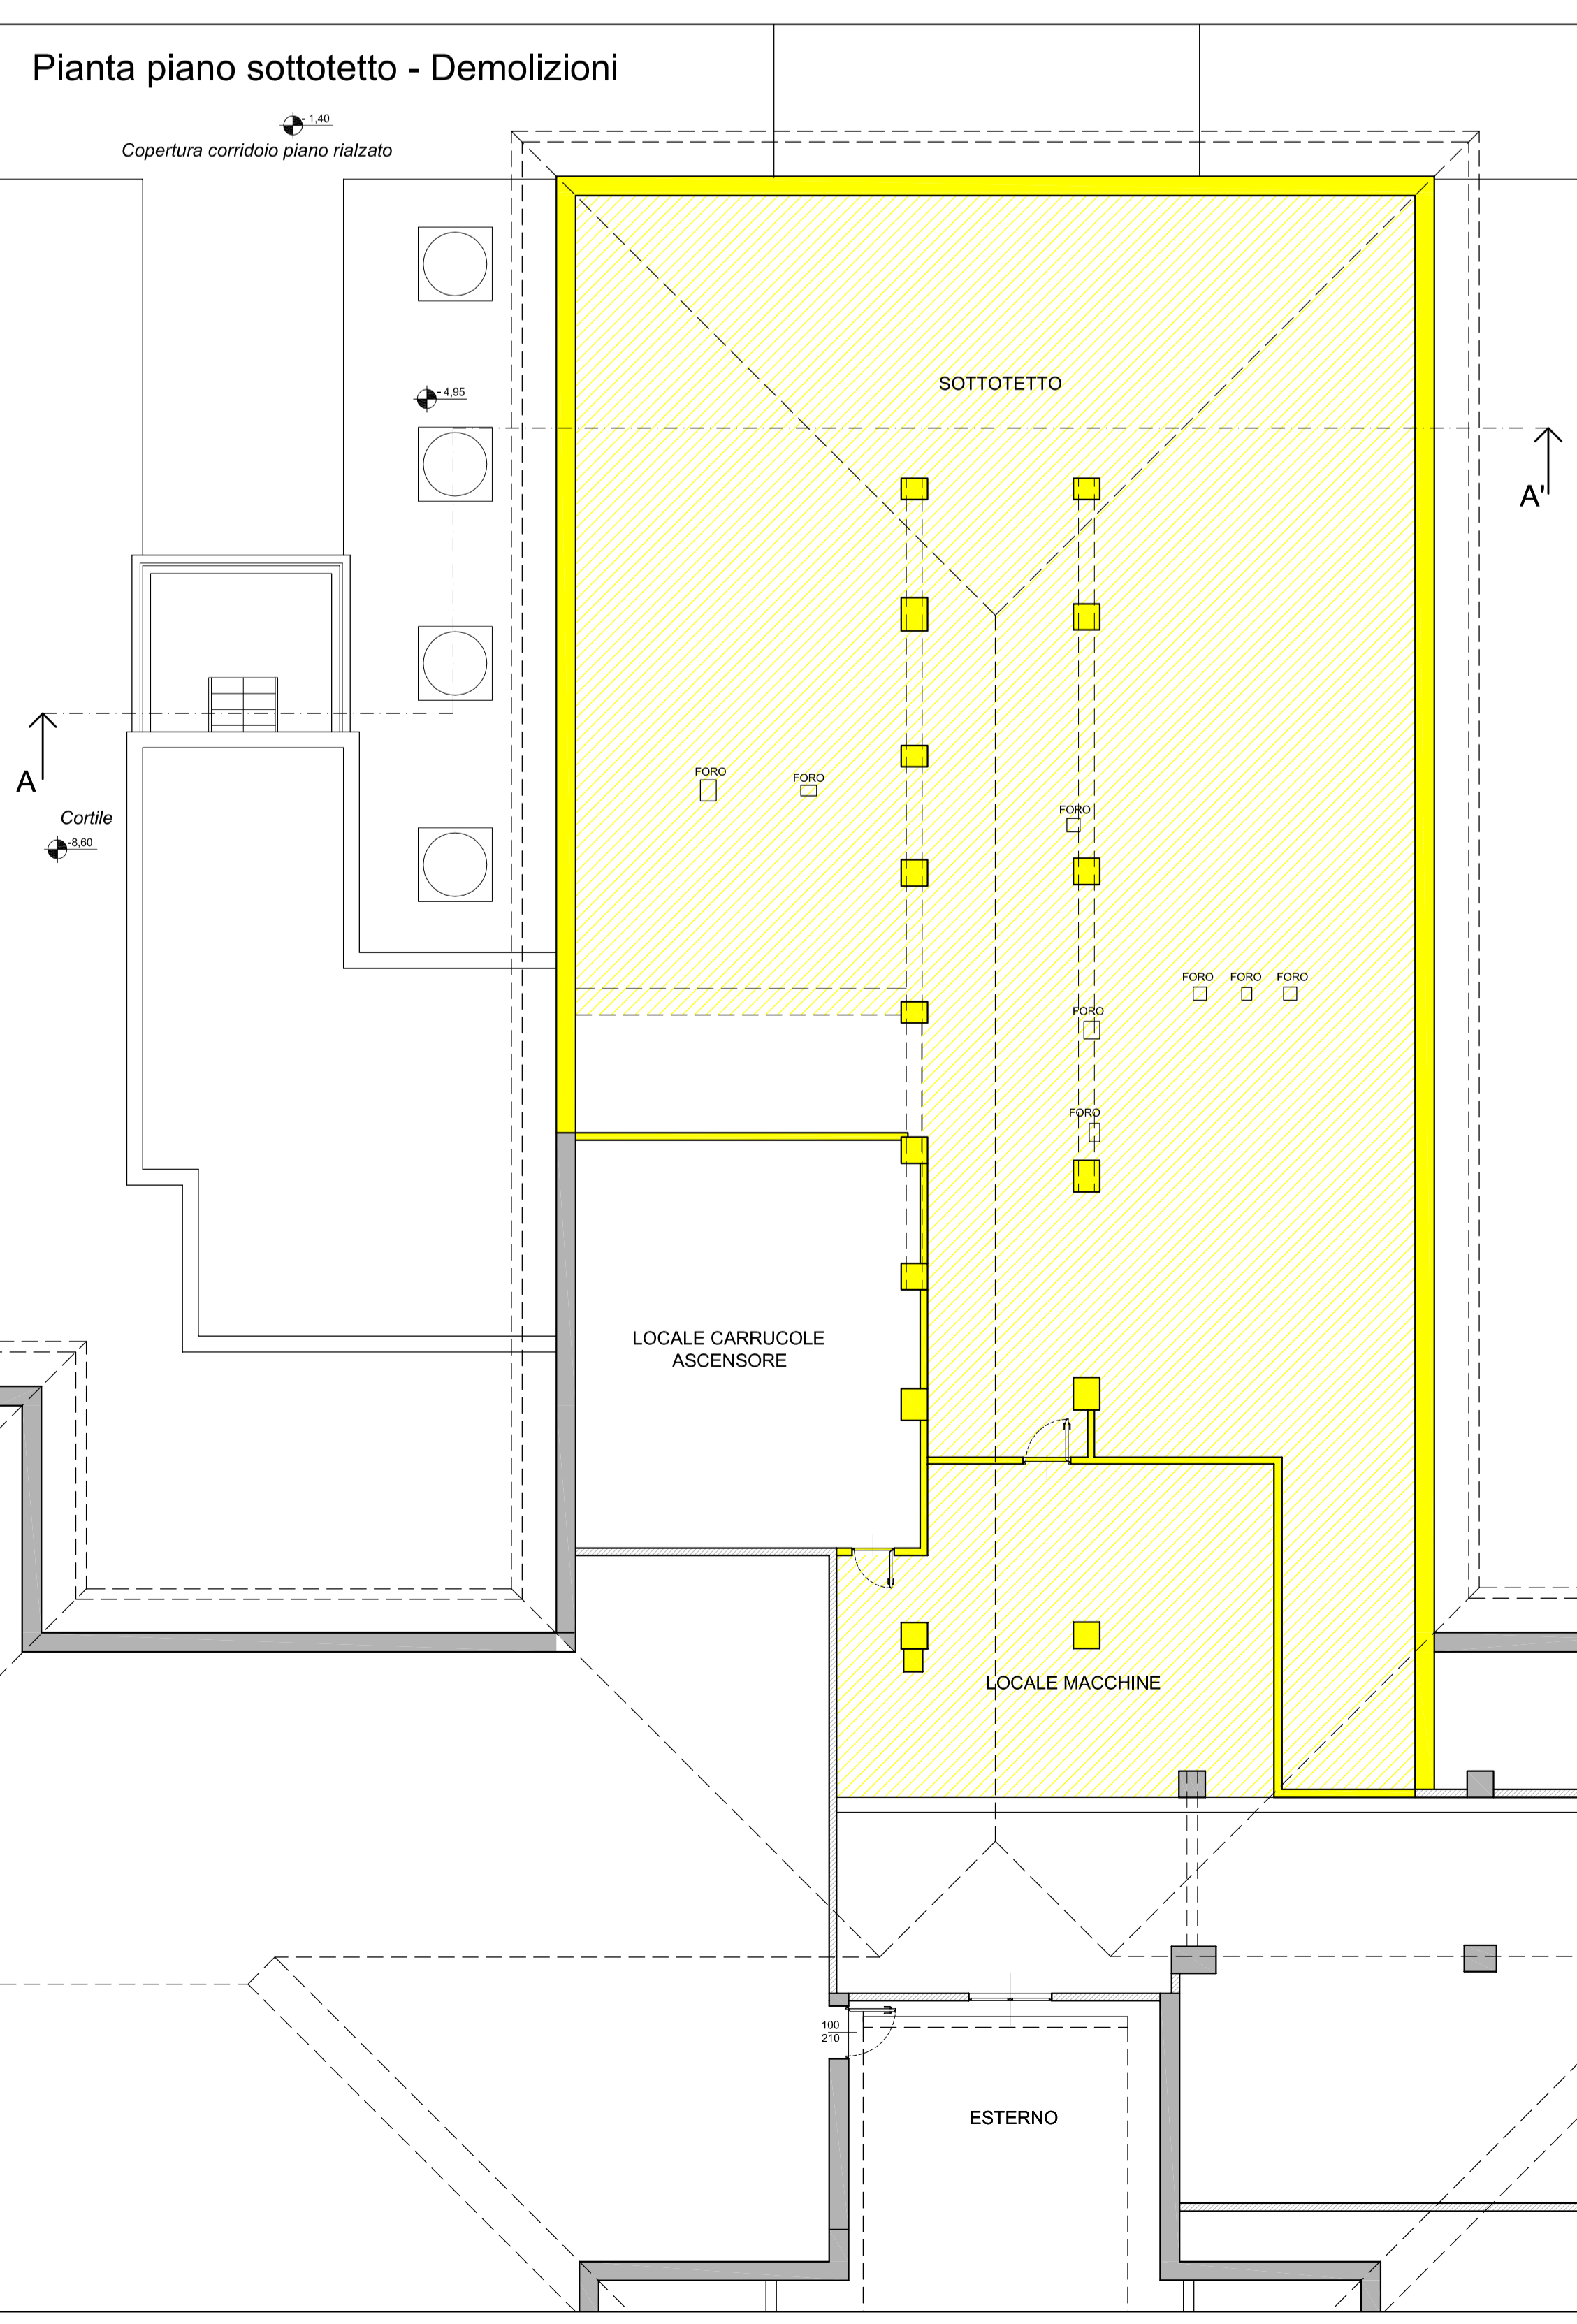 Pianta piano sottotetto - Demolizioni
- 1,40
Copertura corridoio piano rialzato
SOTTOTETTO
- 4,95
A'
A
FORO
FORO
FORO
Cortile
-8,60
FORO
FORO
FORO
FORO
FORO
LOCALE CARRUCOLE
ASCENSORE
LOCALE MACCHINE
100
210
ESTERNO